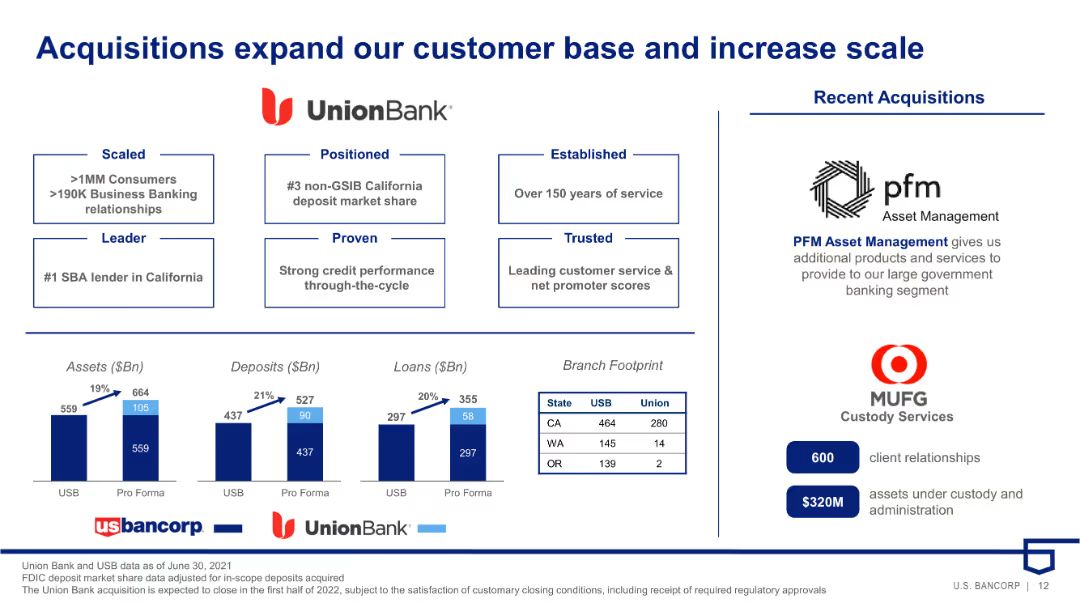 Acquisitions expand our customer base and increase scale
UnionBank®
Scaled
>1MM Consumers
>190K Business Banking
relationships
Positioned
#3 non-GSIB California
deposit market share
Established
Over 150 years of service
Leader
#1 SBA lender in California
Proven
Strong credit performance
through-the-cycle
Trusted
Leading customer service &
net promoter scores
Assets ($Bn)
19%
559
664
105
559
USB
Pro Forma
Deposits ($Bn)
21%
437
527
90
437
USB
Pro Forma
Loans ($Bn)
20%
297
355
58
297
USB
Pro Forma
Branch Footprint
State USB Union
CA 464 280
WA 145 14
OR 139 2
usbancorp
UnionBank®
Recent Acquisitions
pfm
Asset Management
PFM Asset Management gives us
additional products and services to
provide to our large government
banking segment
MUFG
Custody Services
600 client relationships
$320M assets under custody and
administration
Union Bank and USB data as of June 30, 2021
FDIC deposit market share data adjusted for in-scope deposits acquired
The Union Bank acquisition is expected to close in the first half of 2022, subject to the satisfaction of customary closing conditions, including receipt of required regulatory approvals
U.S. BANCORP | 12